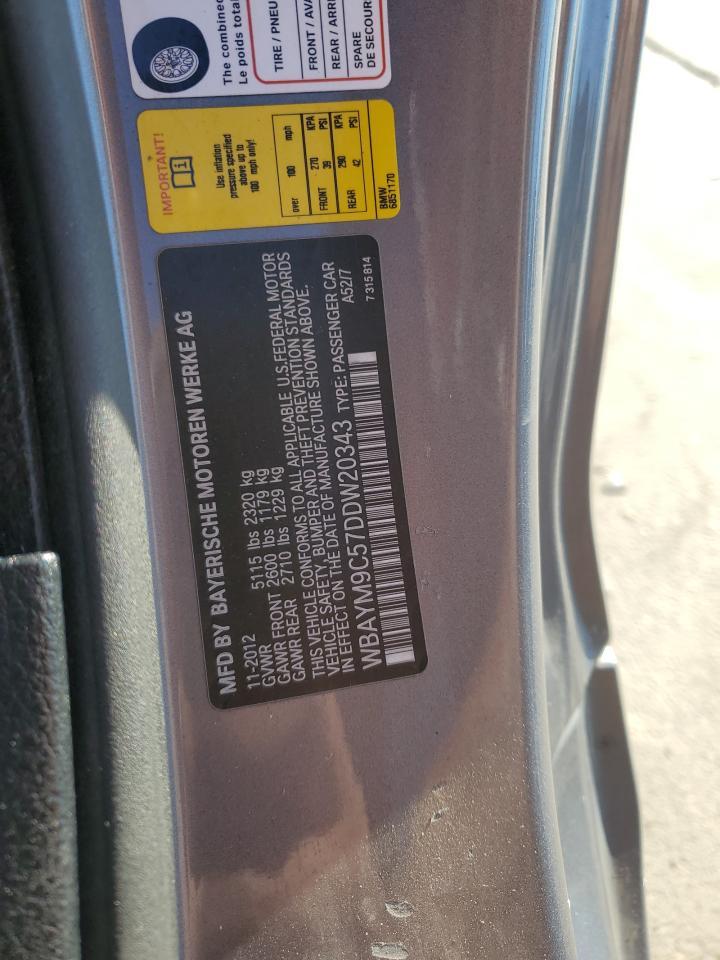 The combined
Le poids total
TIRE / PNEU
FRONT / AVA
REAR / ARRI
SPARE
DE SECOUR
IMPORTANT!
i
Use inflation
pressure specified
above up to
100 mph only!
over 100 mph
FRONT 270 KPA
39 PSI
REAR 290 KPA
42 PSI
BMW
6851170
MFD BY BAYERISCHE MOTOREN WERKE AG
11-2012
GVWR 5115 lbs 2320 kg
GAWR FRONT 2600 lbs 1179 kg
GAWR REAR 2710 lbs 1229 kg
THIS VEHICLE CONFORMS TO ALL APPLICABLE U.S.FEDERAL MOTOR
VEHICLE SAFETY, BUMPER AND THEFT PREVENTION STANDARDS
IN EFFECT ON THE DATE OF MANUFACTURE SHOWN ABOVE.
WBAYM9C57DDW20343 TYPE: PASSENGER CAR
A52/7
7 315 814